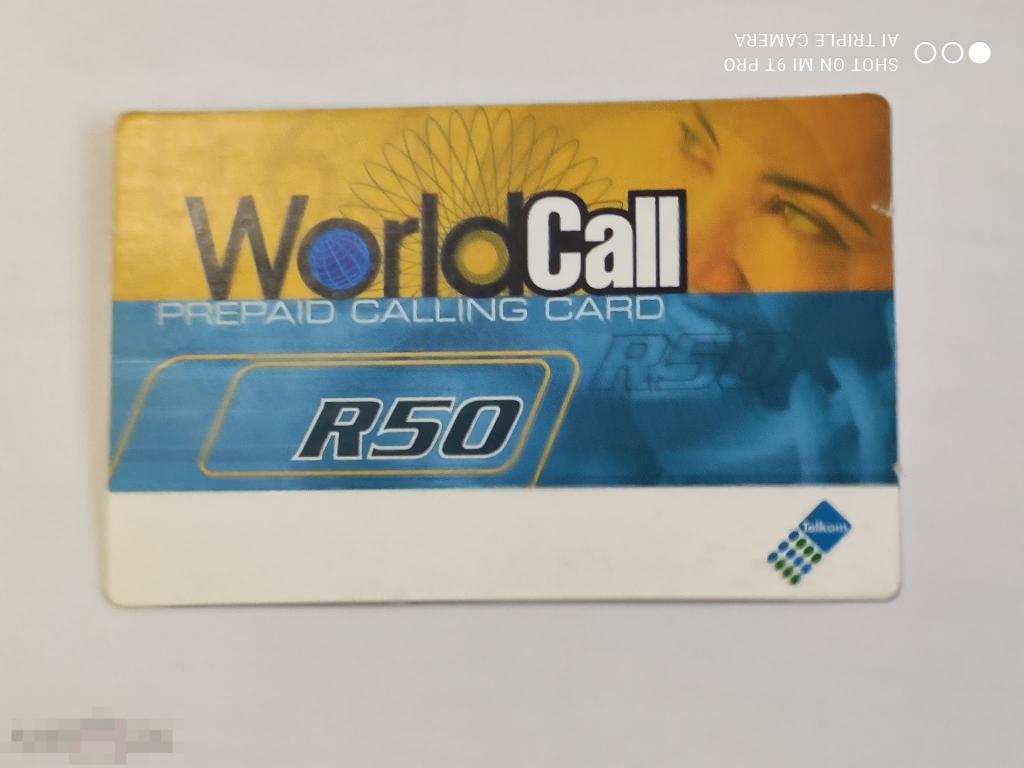 SHOT ON MI 9T PRO
AI TRIPLE CAMERA
WorldCall
PREPAID CALLING CARD
R50
R50
Telkom